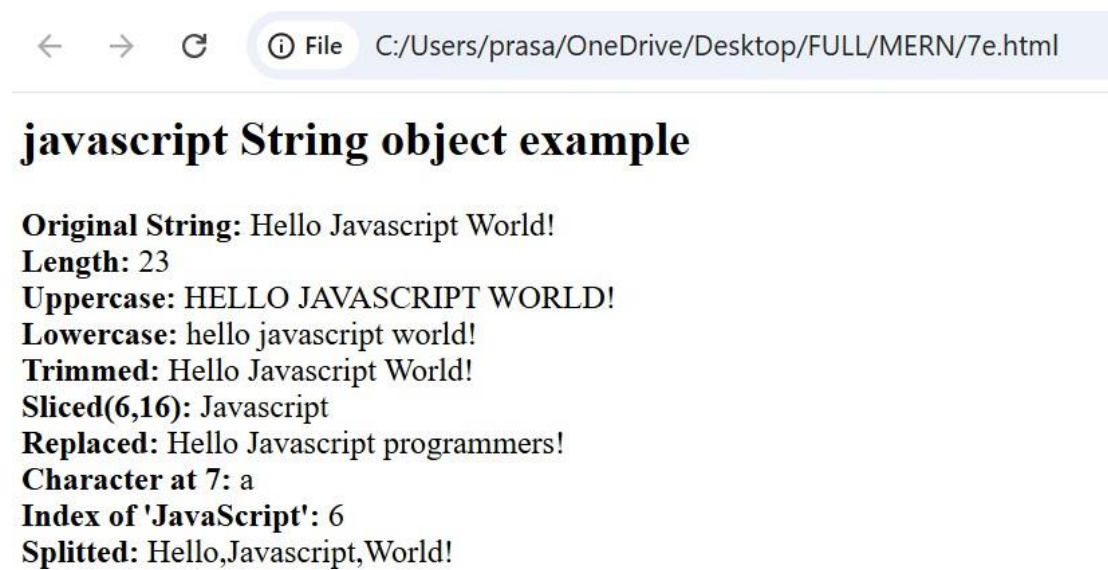 File C:/Users/prasa/OneDrive/Desktop/FULL/MERN/7e.html
javascript String object example
Original String: Hello Javascript World!
Length: 23
Uppercase: HELLO JAVASCRIPT WORLD!
Lowercase: hello javascript world!
Trimmed: Hello Javascript World!
Sliced(6,16): Javascript
Replaced: Hello Javascript programmers!
Character at 7: a
Index of 'JavaScript': 6
Splitted: Hello,Javascript,World!